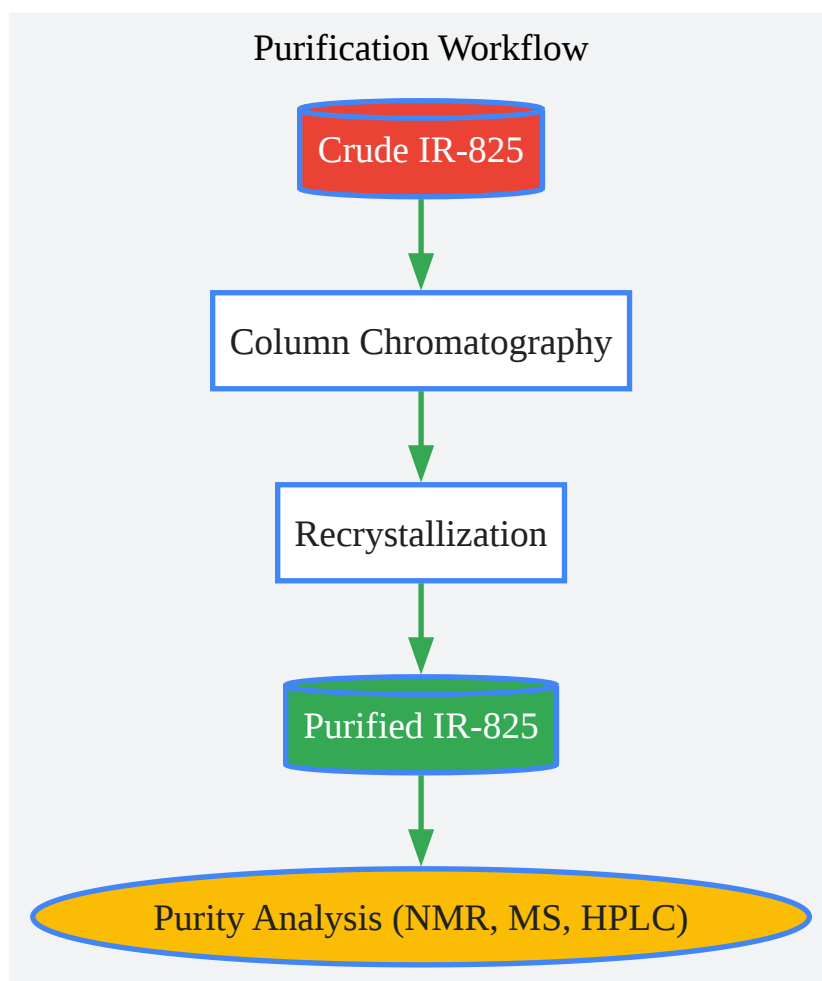 Purification Workflow
Crude IR-825
Column Chromatography
Recrystallization
Purified IR-825
Purity Analysis (NMR, MS, HPLC)